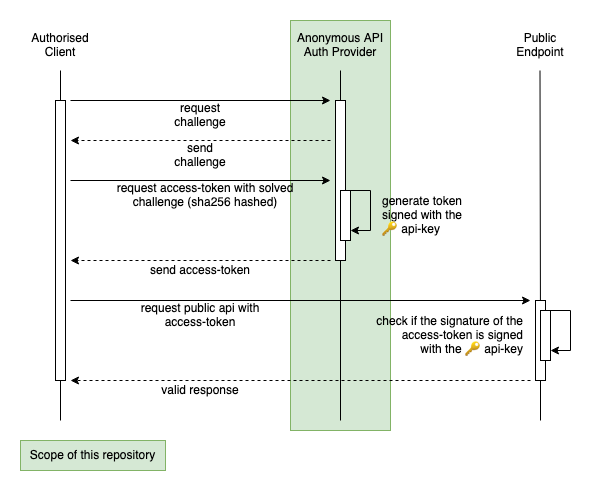 Authorised
Client
Anonymous API
Auth Provider
Public
Endpoint
request
challenge
send
challenge
request access-token with solved
challenge (sha256 hashed)
generate token
signed with the
🔑 api-key
send access-token
request public api with
access-token
check if the signature of the
access-token is signed
with the 🔑 api-key
valid response
Scope of this repository